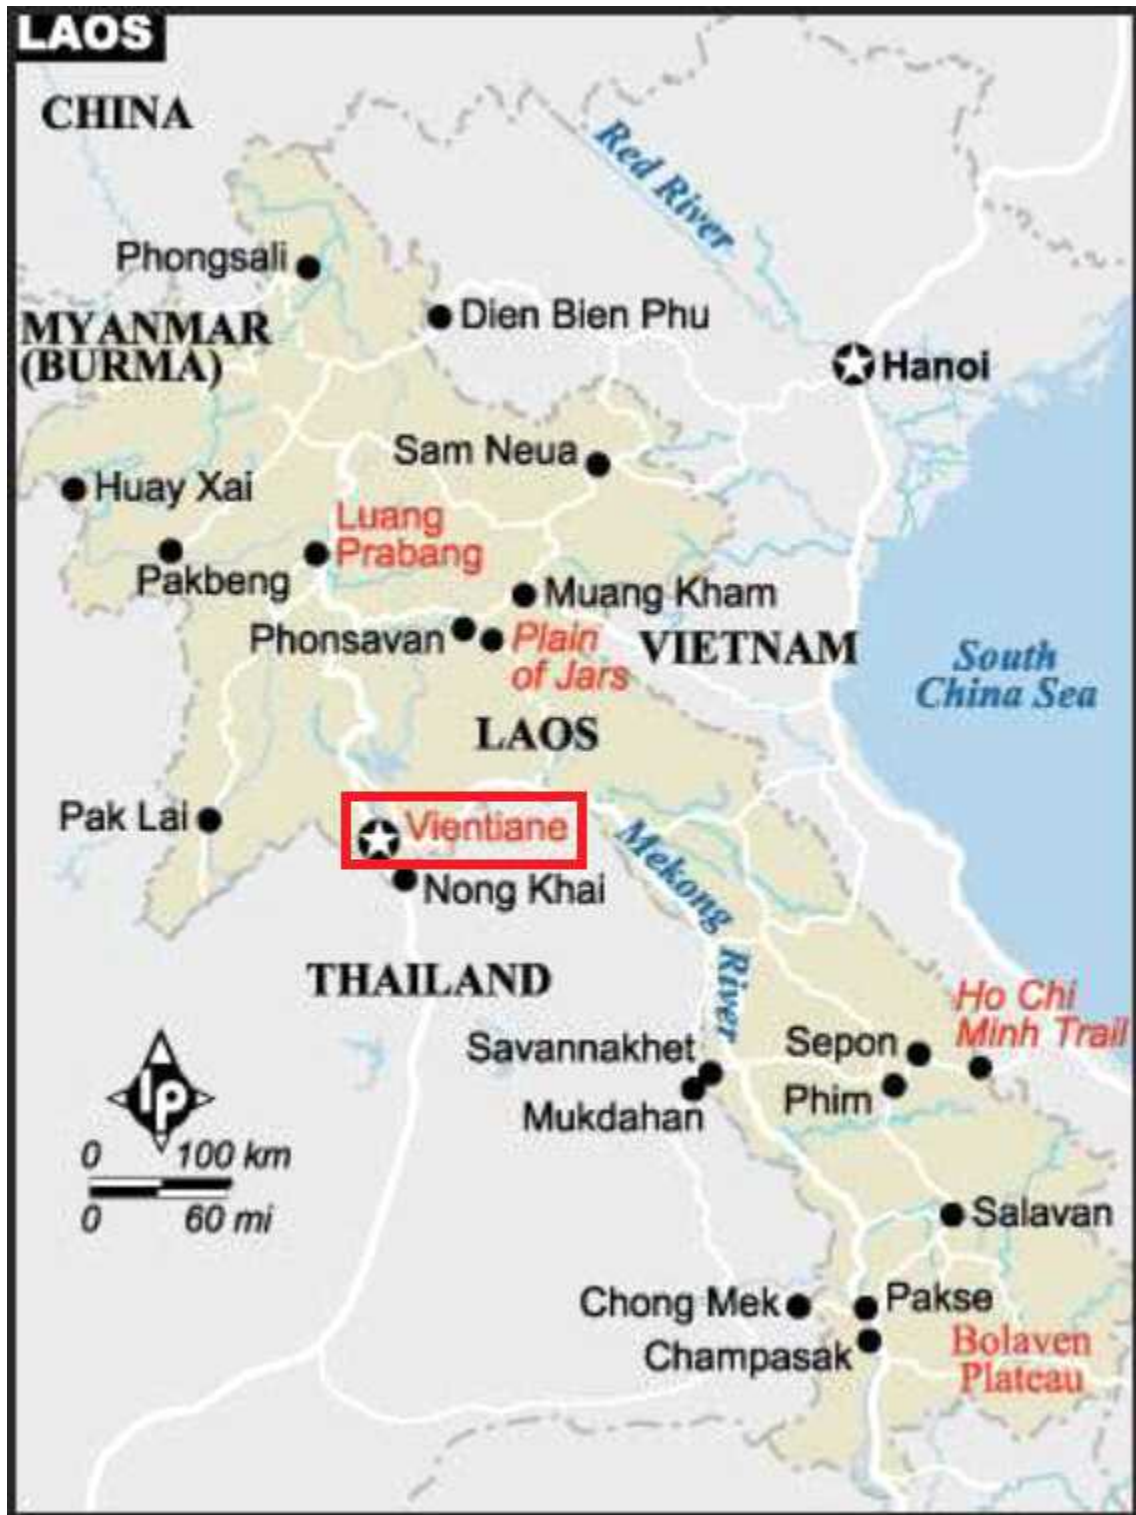 LAOS
CHINA
Red River
Phongsali
Dien Bien Phu
MYANMAR
(BURMA)
Hanoi
Sam Neua
Huay Xai
Luang
Prabang
Pakbeng
Muang Kham
Phonsavan
Plain
of Jars
VIETNAM
South
China Sea
LAOS
Pak Lai
Vientiane
Mekong
River
Nong Khai
THAILAND
Ho Chi
Minh Trail
Savannakhet
Sepon
Mukdahan
Phim
lp
0 100 km
0 60 mi
Salavan
Chong Mek
Pakse
Champasak
Bolaven
Plateau